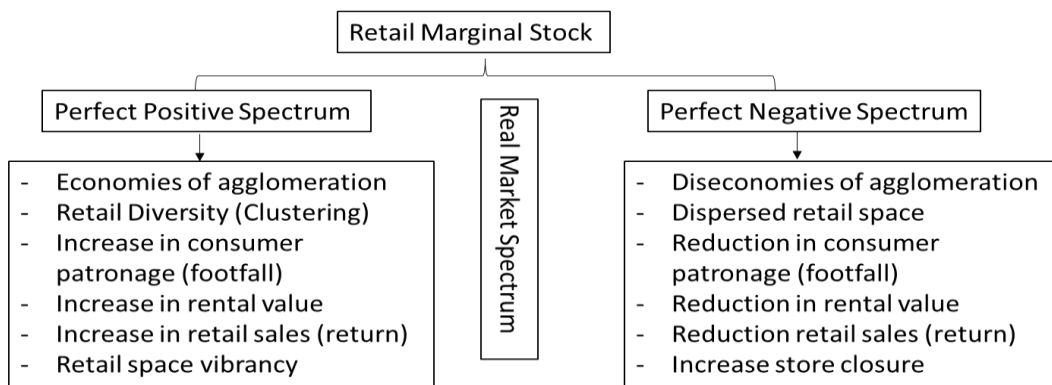 Retail Marginal Stock
Perfect Positive Spectrum
- Economies of agglomeration
- Retail Diversity (Clustering)
- Increase in consumer
patronage (footfall)
- Increase in rental value
- Increase in retail sales (return)
- Retail space vibrancy
Real Market Spectrum
Perfect Negative Spectrum
- Diseconomies of agglomeration
- Dispersed retail space
- Reduction in consumer
patronage (footfall)
- Reduction in rental value
- Reduction retail sales (return)
- Increase store closure